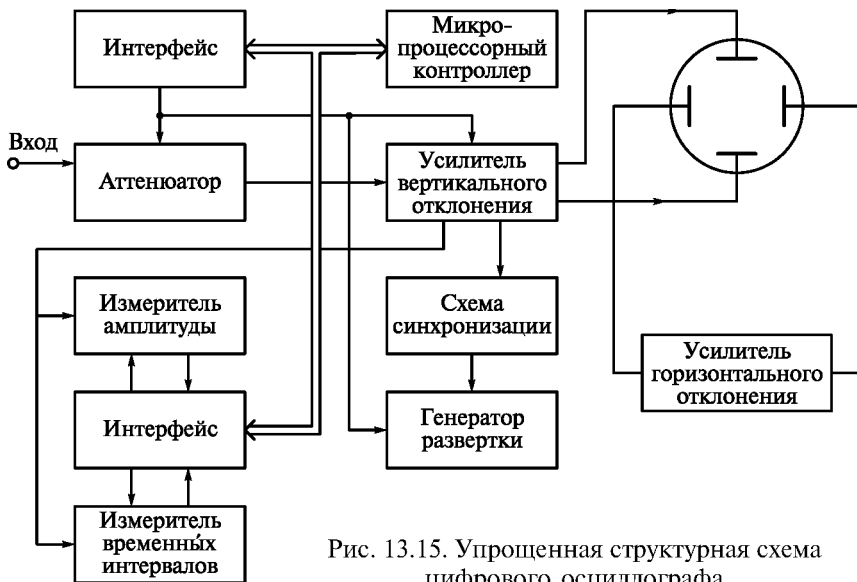 Интерфейс
Микро-
процессорный
контроллер
Вход
Аттенюатор
Усилитель
вертикального
отклонения
Измеритель
амплитуды
Схема
синхронизации
Усилитель
горизонтального
отклонения
Интерфейс
Генератор
развертки
Измеритель
временны́х
интервалов
Рис. 13.15. Упрощенная структурная схема
цифрового осциллографа